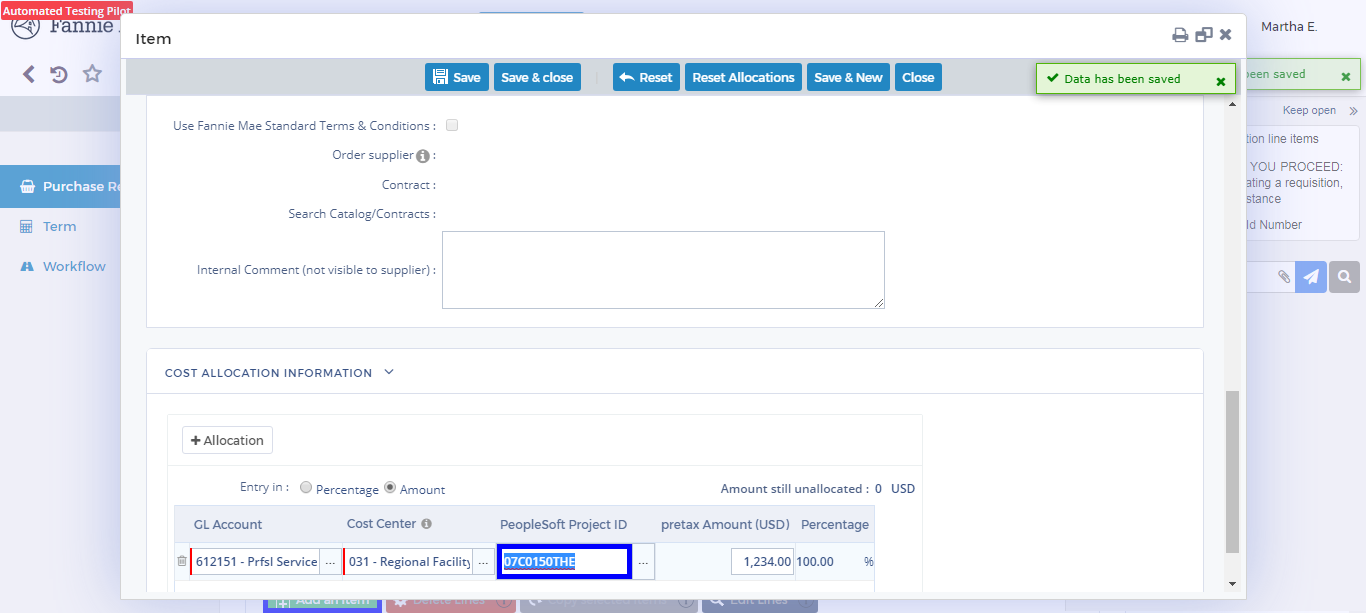 Automated Testing Pilot
Fannie
Item
Martha E.
Save
Save & close
Reset
Reset Allocations
Save & New
Close
Data has been saved
een saved
Keep open
Use Fannie Mae Standard Terms & Conditions :
Order supplier :
Contract :
Search Catalog/Contracts :
Internal Comment (not visible to supplier) :
tion line items
YOU PROCEED:
ating a requisition,
stance
ld Number
Purchase Re
Term
Workflow
COST ALLOCATION INFORMATION
+ Allocation
Entry in : Percentage Amount
Amount still unallocated : 0 USD
GL Account Cost Center PeopleSoft Project ID pretax Amount (USD) Percentage
612151 - Prfsl Service ... 031 - Regional Facility ... 07C0150THE ... 1,234.00 100.00 %
Add an item
Delete Lines
Copy selected items
Edit Lines